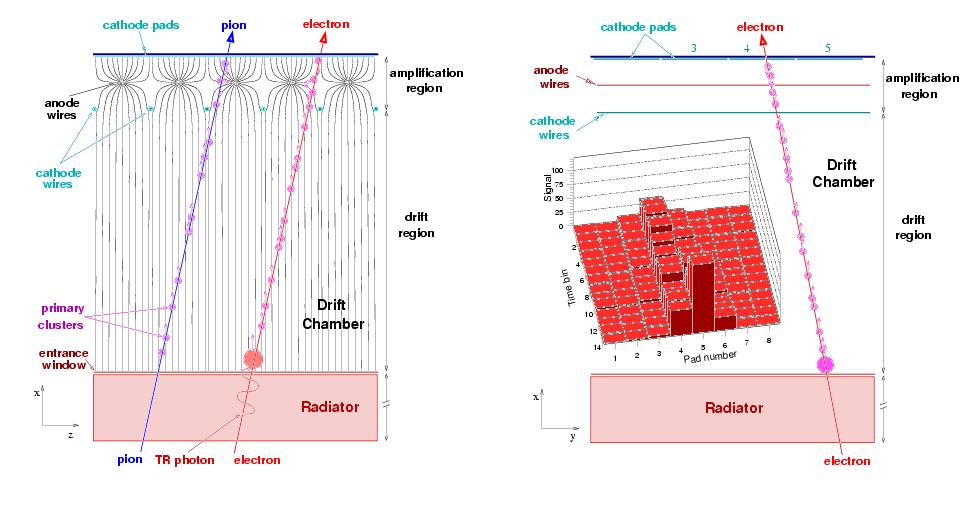 cathode pads
pion
electron
amplification
region
anode
wires
cathode
wires
drift
region
primary
clusters
Drift
Chamber
entrance
window
Radiator
x
z
pion
TR photon
electron
electron
cathode pads
3
4
5
anode
wires
amplification
region
cathode
wires
Drift
Chamber
Signal
100
75
50
25
0
drift
region
Time bin
2
4
6
8
10
12
14
1
2
3
4
5
6
7
8
Pad number
Radiator
x
y
electron